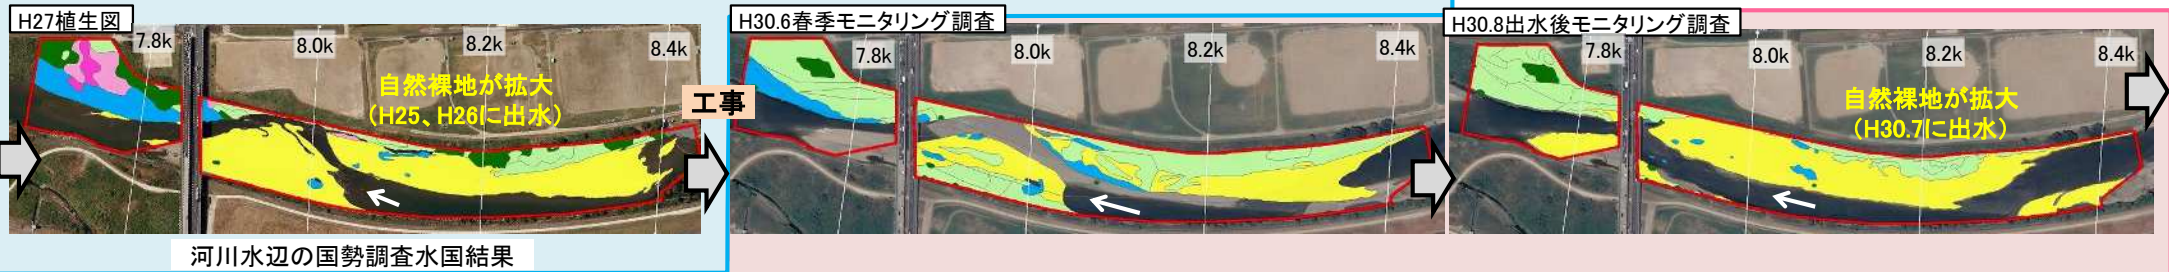 H27植生図
7.8k
8.0k
8.2k
8.4k
自然裸地が拡大
(H25、H26に出水)
河川水辺の国勢調査水国結果
工事
H30.6春季モニタリング調査
7.8k
8.0k
8.2k
8.4k
H30.8出水後モニタリング調査
7.8k
8.0k
8.2k
8.4k
自然裸地が拡大
(H30.7に出水)